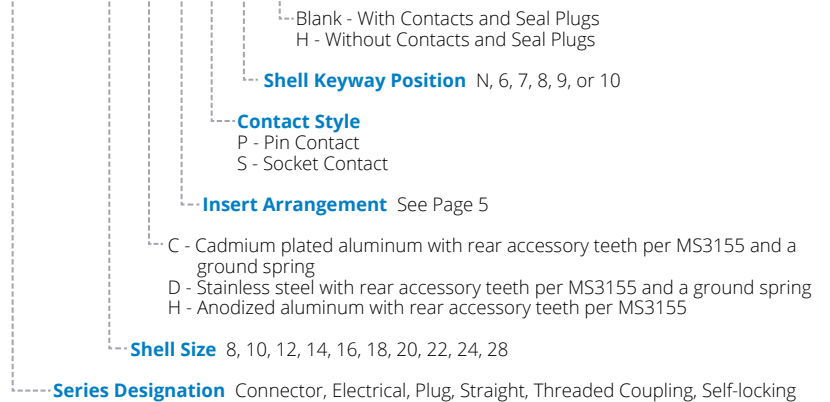 Blank - With Contacts and Seal Plugs
H - Without Contacts and Seal Plugs
Shell Keyway Position N, 6, 7, 8, 9, or 10
Contact Style
P - Pin Contact
S - Socket Contact
Insert Arrangement See Page 5
C - Cadmium plated aluminum with rear accessory teeth per MS3155 and a
ground spring
D - Stainless steel with rear accessory teeth per MS3155 and a ground spring
H - Anodized aluminum with rear accessory teeth per MS3155
Shell Size 8, 10, 12, 14, 16, 18, 20, 22, 24, 28
Series Designation Connector, Electrical, Plug, Straight, Threaded Coupling, Self-locking